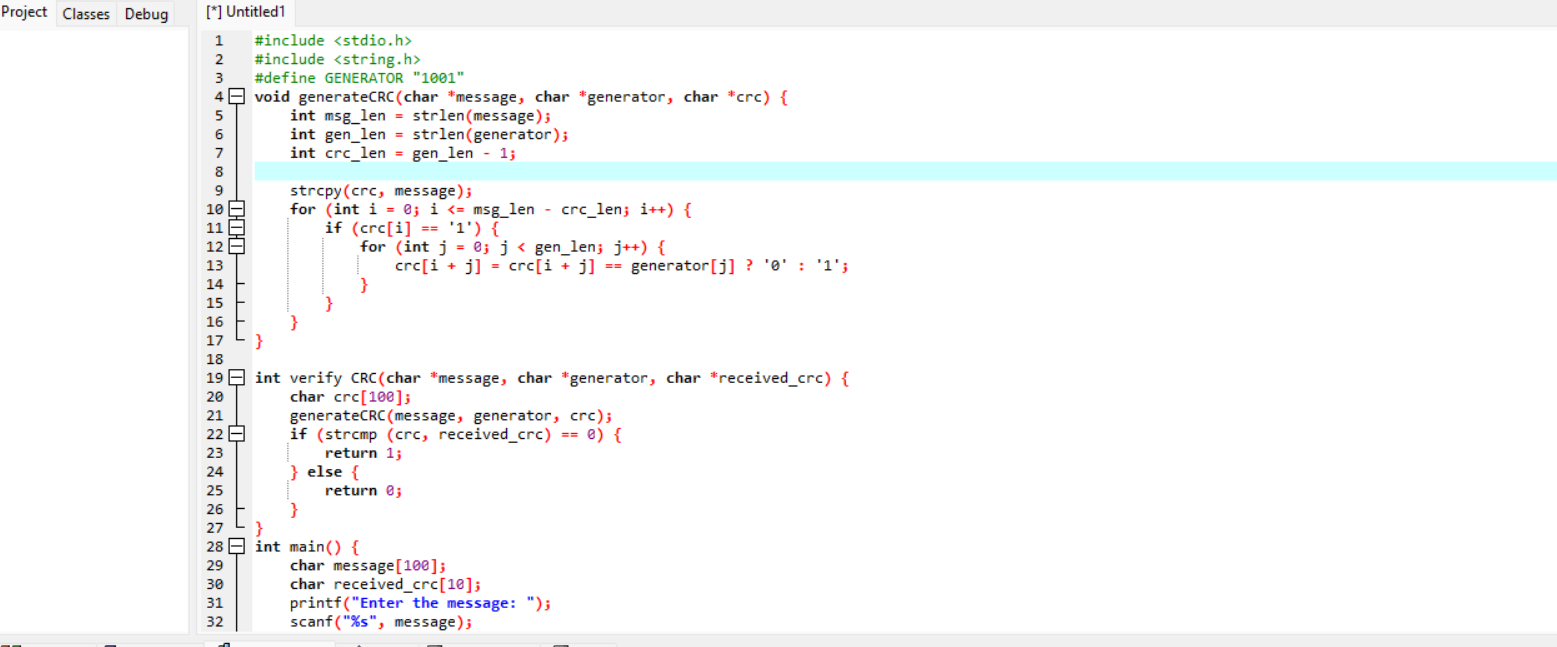 Project Classes Debug [*] Untitled1
1 #include <stdio.h>
2 #include <string.h>
3 #define GENERATOR "1001"
4 void generateCRC(char *message, char *generator, char *crc) {
5 int msg_len = strlen(message);
6 int gen_len = strlen(generator);
7 int crc_len = gen_len - 1;
8
9 strcpy(crc, message);
10 for (int i = 0; i <= msg_len - crc_len; i++) {
11 if (crc[i] == '1') {
12 for (int j = 0; j < gen_len; j++) {
13 crc[i + j] = crc[i + j] == generator[j] ? '0' : '1';
14 }
15 }
16 }
17 }
18
19 int verify CRC(char *message, char *generator, char *received_crc) {
20 char crc[100];
21 generateCRC(message, generator, crc);
22 if (strcmp (crc, received_crc) == 0) {
23 return 1;
24 } else {
25 return 0;
26 }
27 }
28 int main() {
29 char message[100];
30 char received_crc[10];
31 printf("Enter the message: ");
32 scanf("%s", message);